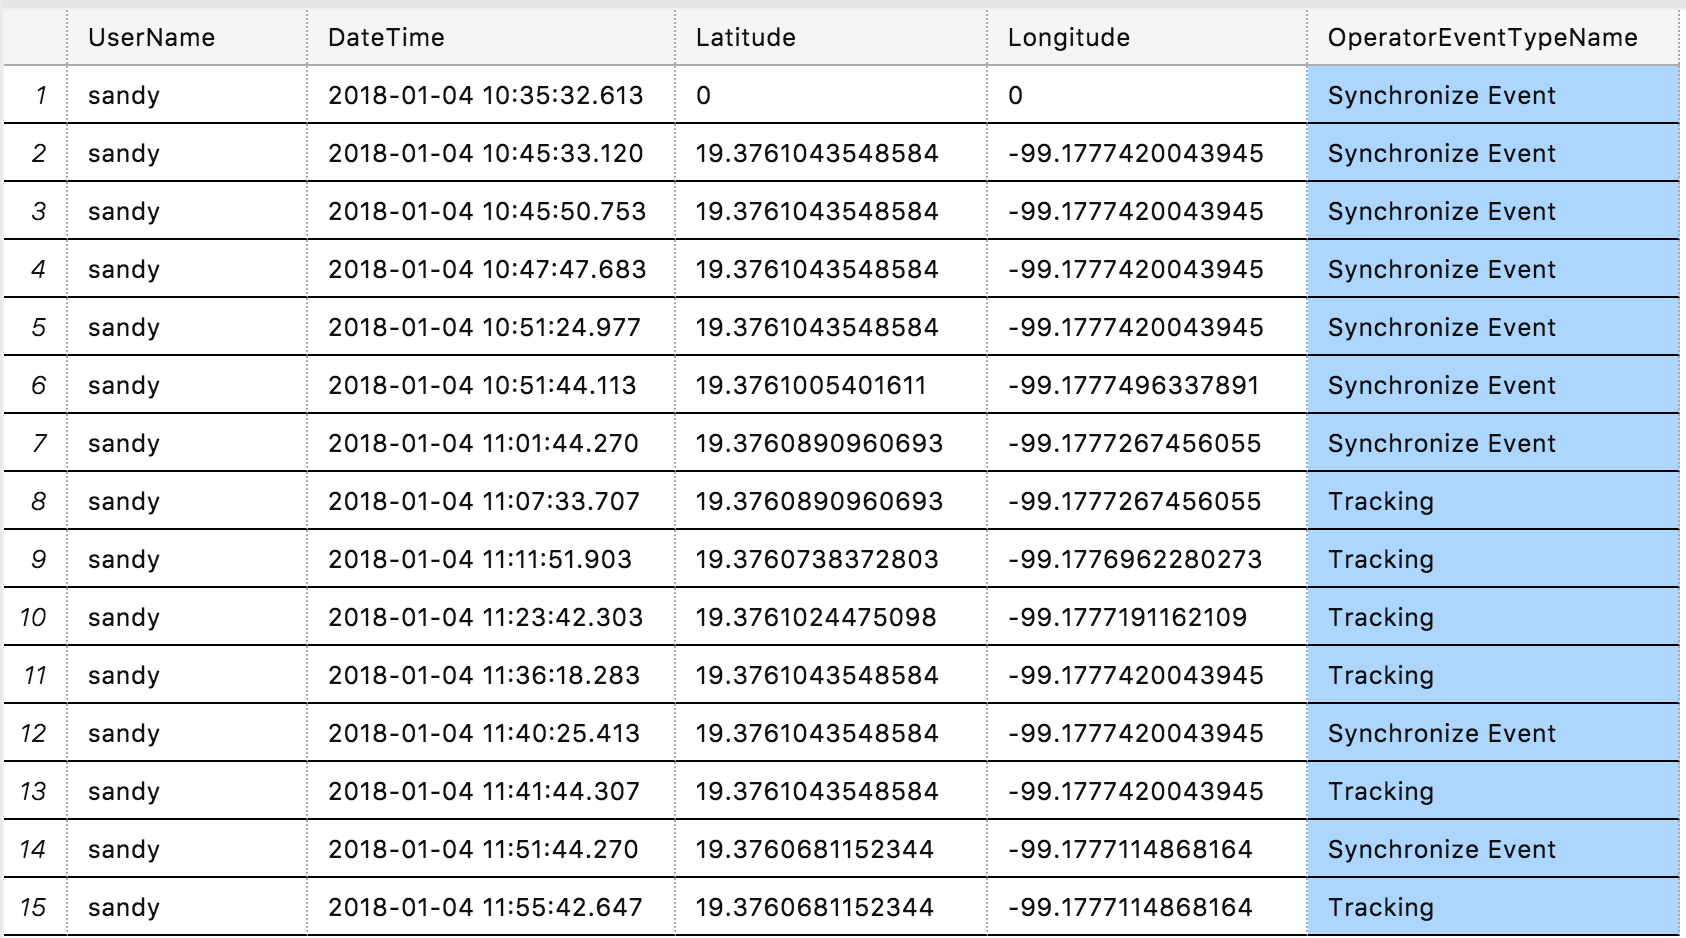 UserName DateTime Latitude Longitude OperatorEventTypeName
1 sandy 2018-01-04 10:35:32.613 0 0 Synchronize Event
2 sandy 2018-01-04 10:45:33.120 19.3761043548584 -99.1777420043945 Synchronize Event
3 sandy 2018-01-04 10:45:50.753 19.3761043548584 -99.1777420043945 Synchronize Event
4 sandy 2018-01-04 10:47:47.683 19.3761043548584 -99.1777420043945 Synchronize Event
5 sandy 2018-01-04 10:51:24.977 19.3761043548584 -99.1777420043945 Synchronize Event
6 sandy 2018-01-04 10:51:44.113 19.3761005401611 -99.1777496337891 Synchronize Event
7 sandy 2018-01-04 11:01:44.270 19.3760890960693 -99.1777267456055 Synchronize Event
8 sandy 2018-01-04 11:07:33.707 19.3760890960693 -99.1777267456055 Tracking
9 sandy 2018-01-04 11:11:51.903 19.3760738372803 -99.1776962280273 Tracking
10 sandy 2018-01-04 11:23:42.303 19.3761024475098 -99.1777191162109 Tracking
11 sandy 2018-01-04 11:36:18.283 19.3761043548584 -99.1777420043945 Tracking
12 sandy 2018-01-04 11:40:25.413 19.3761043548584 -99.1777420043945 Synchronize Event
13 sandy 2018-01-04 11:41:44.307 19.3761043548584 -99.1777420043945 Tracking
14 sandy 2018-01-04 11:51:44.270 19.3760681152344 -99.1777114868164 Synchronize Event
15 sandy 2018-01-04 11:55:42.647 19.3760681152344 -99.1777114868164 Tracking